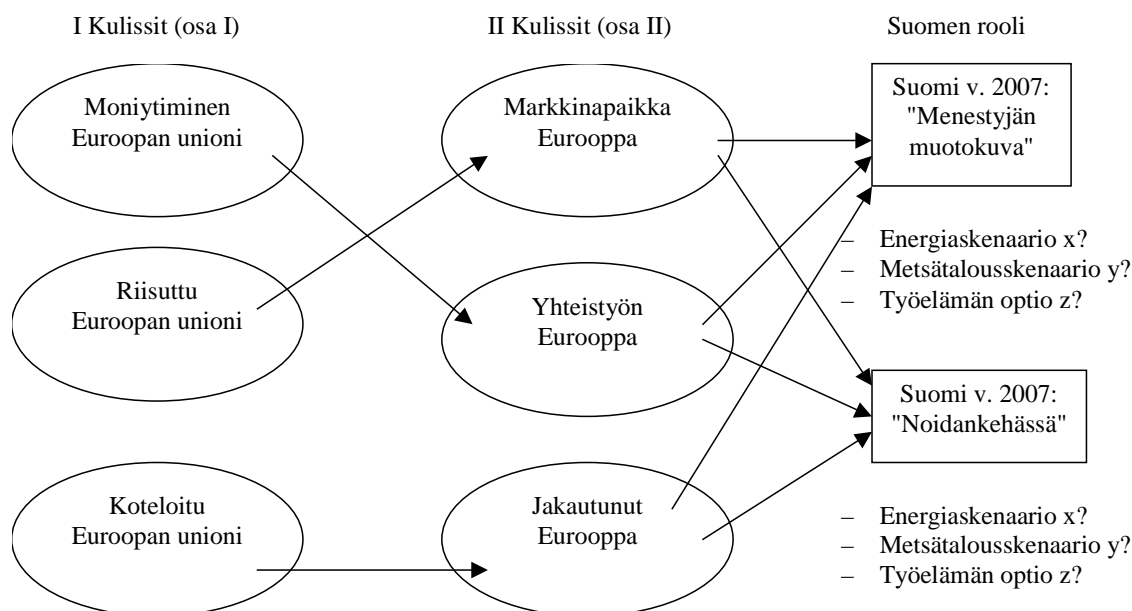 I Kulissit (osa I)
II Kulissit (osa II)
Suomen rooli
Moniytiminen
Euroopan unioni
Markkinapaikka
Eurooppa
Suomi v. 2007:
"Menestyjän
muotokuva"
– Energiaskenaario x?
– Metsätalousskenaario y?
– Työelämän optio z?
Riisuttu
Euroopan unioni
Yhteistyön
Eurooppa
Suomi v. 2007:
"Noidankehässä"
Koteloitu
Euroopan unioni
Jakautunut
Eurooppa
– Energiaskenaario x?
– Metsätalousskenaario y?
– Työelämän optio z?